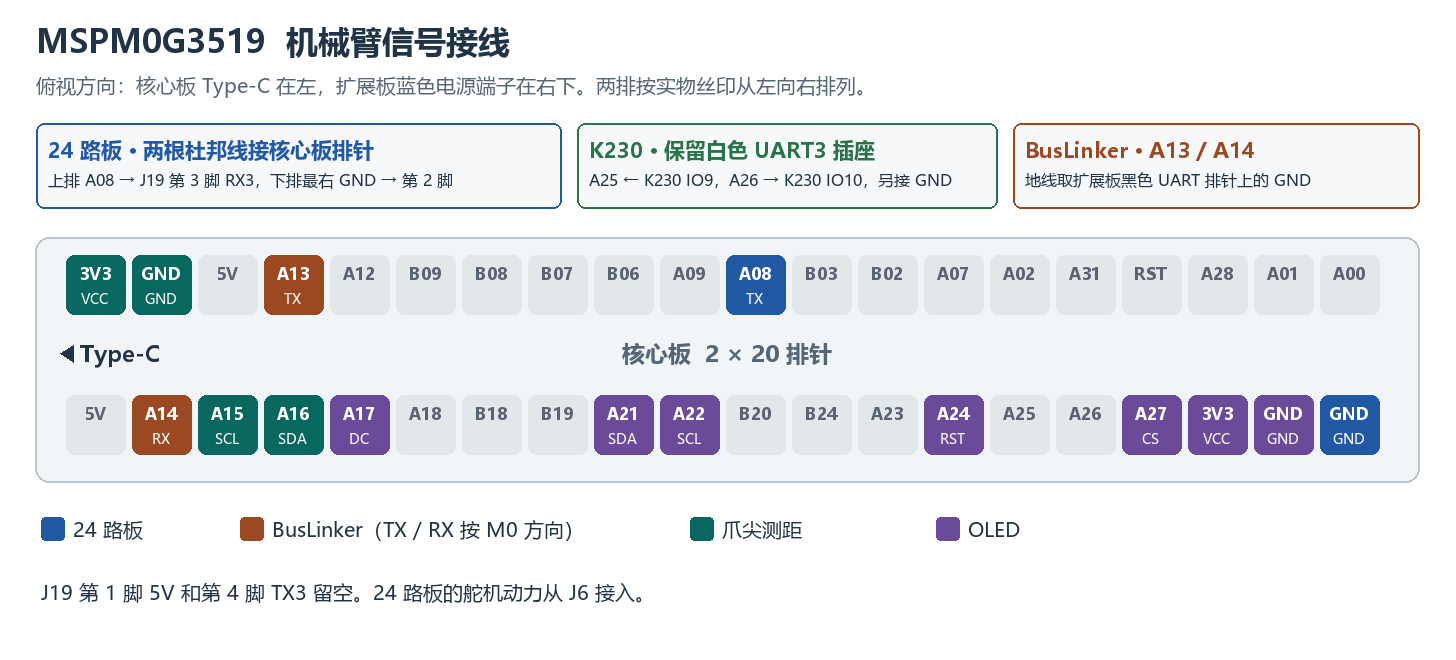 MSPM0G3519 机械臂信号接线
俯视方向：核心板 Type-C 在左，扩展板蓝色电源端子在右下。两排按实物丝印从左向右排列。
24 路板 · 两根杜邦线接核心板排针
上排 A08 → J19 第 3 脚 RX3，下排最右 GND → 第 2 脚
K230 · 保留白色 UART3 插座
A25 ← K230 IO9，A26 → K230 IO10，另接 GND
BusLinker · A13 / A14
地线取扩展板黑色 UART 排针上的 GND
3V3 GND 5V A13 A12 B09 B08 B07 B06 A09 A08 B03 B02 A07 A02 A31 RST A28 A01 A00
VCC GND TX TX
◀ Type-C 核心板 2 × 20 排针
5V A14 A15 A16 A17 A18 B18 B19 A21 A22 B20 B24 A23 A24 A25 A26 A27 3V3 GND GND
RX SCL SDA DC SDA SCL RST CS VCC GND GND
24 路板 BusLinker（TX / RX 按 M0 方向） 爪尖测距 OLED
J19 第 1 脚 5V 和第 4 脚 TX3 留空。24 路板的舵机动力从 J6 接入。